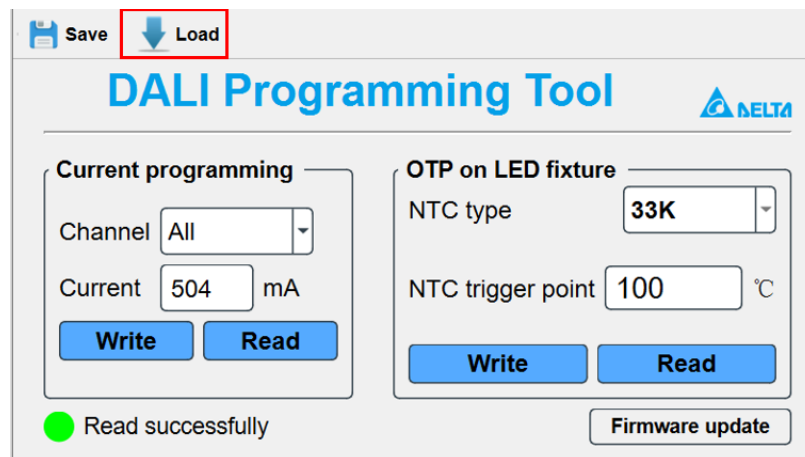 Save Load
DALI Programming Tool
DELTA
Current programming
Channel All
Current 504 mA
Write Read
OTP on LED fixture
NTC type 33K
NTC trigger point 100 ℃
Write Read
Read successfully
Firmware update